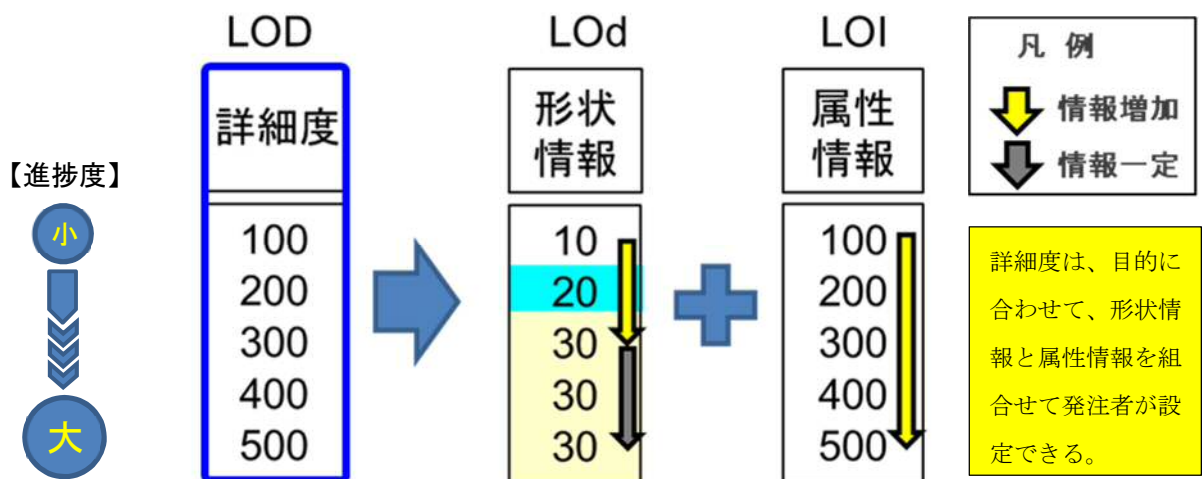 LOD
詳細度
100
200
300
400
500
LOd
形状
情報
10
20
30
30
30
LOI
属性
情報
100
200
300
400
500
凡 例
情報増加
情報一定
【進捗度】
小
大
詳細度は、目的に
合わせて、形状情
報と属性情報を組
合せて発注者が設
定できる。